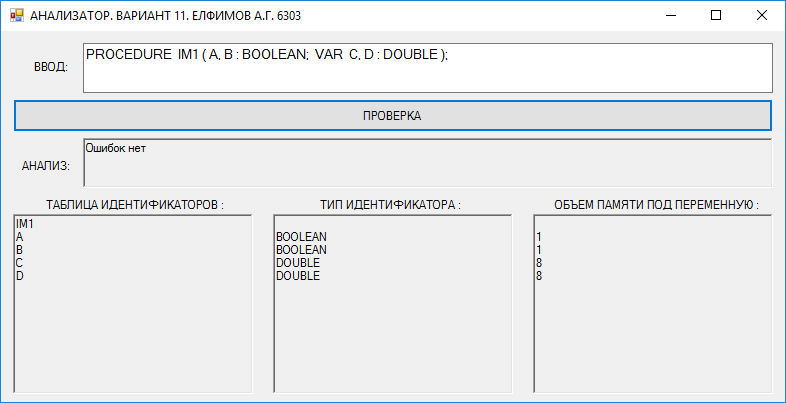 АНАЛИЗАТОР. ВАРИАНТ 11. ЕЛФИМОВ А.Г. 6303
ВВОД:
PROCEDURE IM1 ( A, B : BOOLEAN; VAR C, D : DOUBLE );
ПРОВЕРКА
АНАЛИЗ:
Ошибок нет
ТАБЛИЦА ИДЕНТИФИКАТОРОВ :
ТИП ИДЕНТИФИКАТОРА :
ОБЪЕМ ПАМЯТИ ПОД ПЕРЕМЕННУЮ :
IM1
A
B
C
D
BOOLEAN
BOOLEAN
DOUBLE
DOUBLE
1
1
8
8